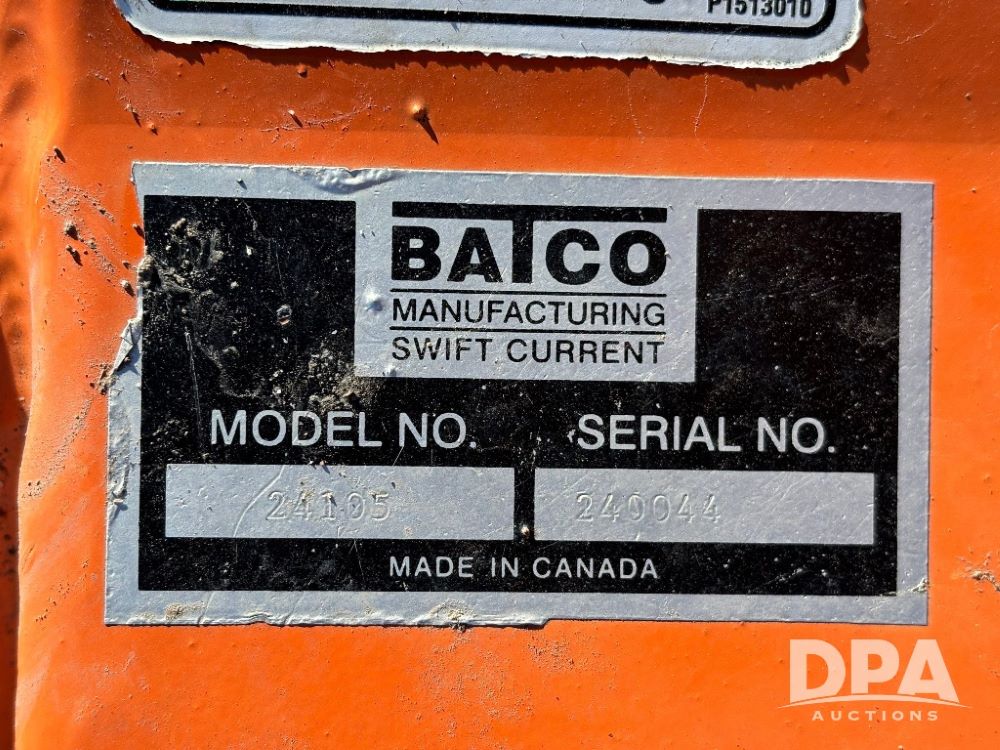 P1513010
BATCO
MANUFACTURING
SWIFT CURRENT
MODEL NO. SERIAL NO.
24105 240044
MADE IN CANADA
DPA
AUCTIONS